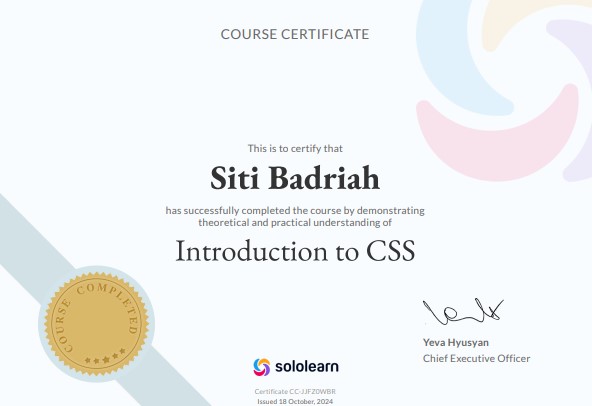 COURSE CERTIFICATE
This is to certify that
Siti Badriah
has successfully completed the course by demonstrating
theoretical and practical understanding of
Introduction to CSS
COURSE COMPLETED
Yeva Hyusyan
Chief Executive Officer
sololearn
Certificate CC-JJFZ0WBR
Issued 18 October, 2024